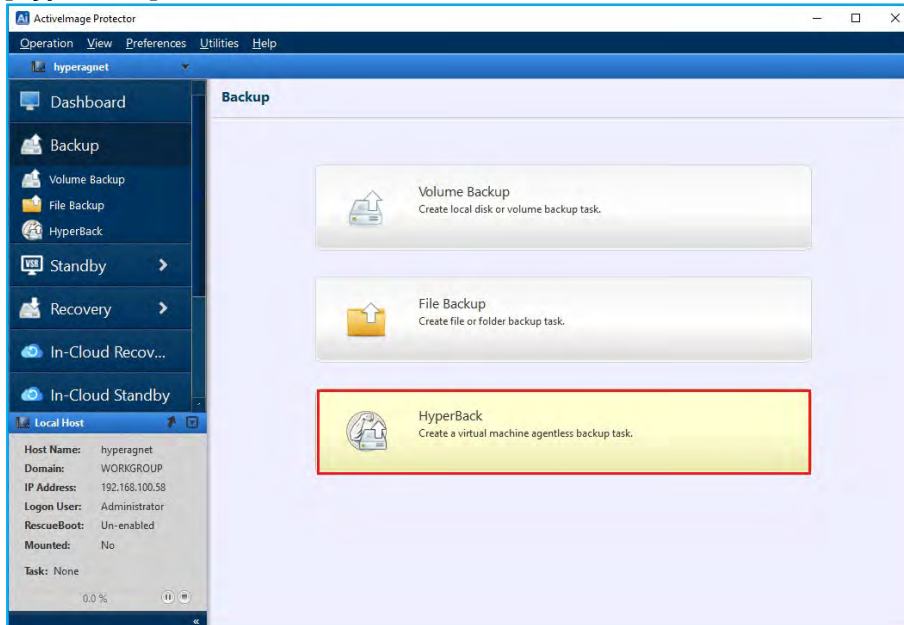 Ai ActiveImage Protector
Operation View Preferences Utilities Help
hyperagnet
Dashboard
Backup
Volume Backup
File Backup
HyperBack
VSB Standby
Recovery
In-Cloud Recov...
In-Cloud Standby
Local Host
Host Name: hyperagnet
Domain: WORKGROUP
IP Address: 192.168.100.58
Logon User: Administrator
RescueBoot: Un-enabled
Mounted: No
Task: None
0.0 %
«
Backup
Volume Backup
Create local disk or volume backup task.
File Backup
Create file or folder backup task.
HyperBack
Create a virtual machine agentless backup task.